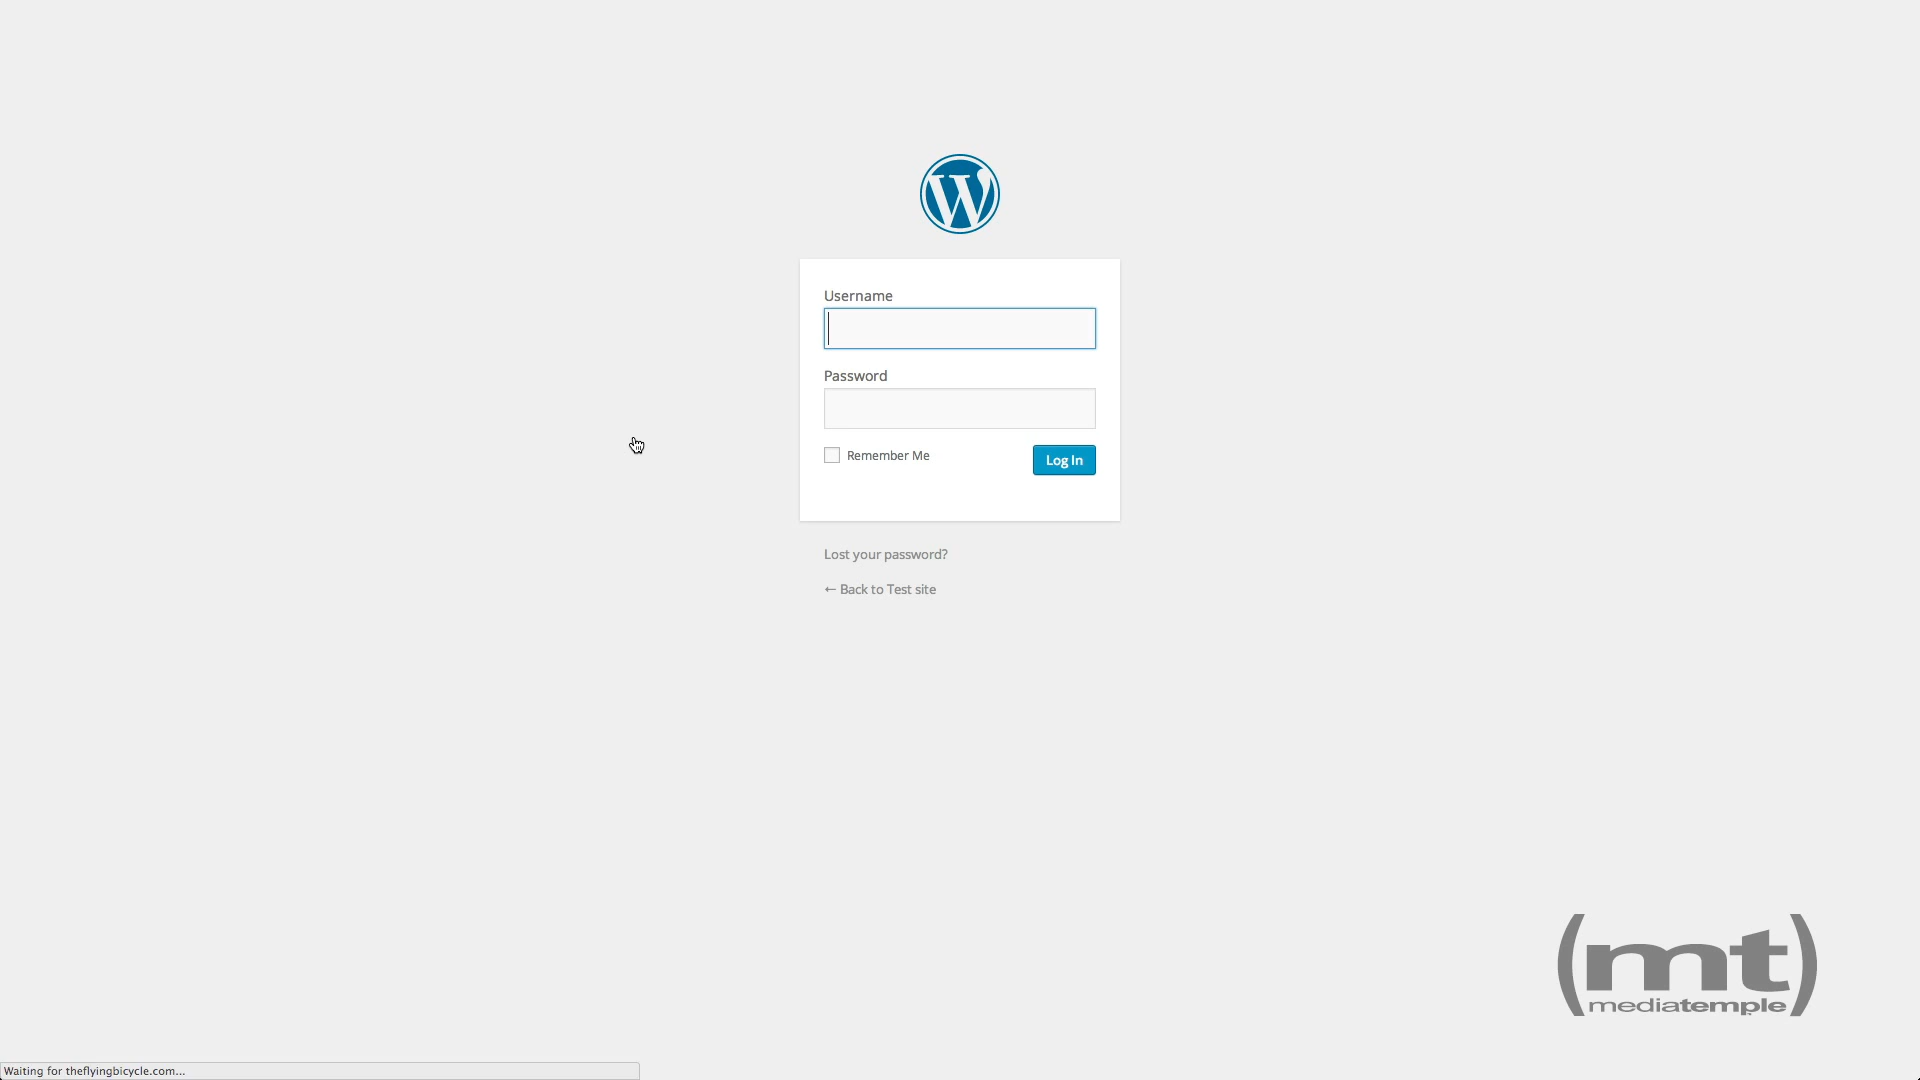 Username
Password
Remember Me
Log In
Lost your password?
← Back to Test site
(mt)
mediatemple
Waiting for theflyingbicycle.com...